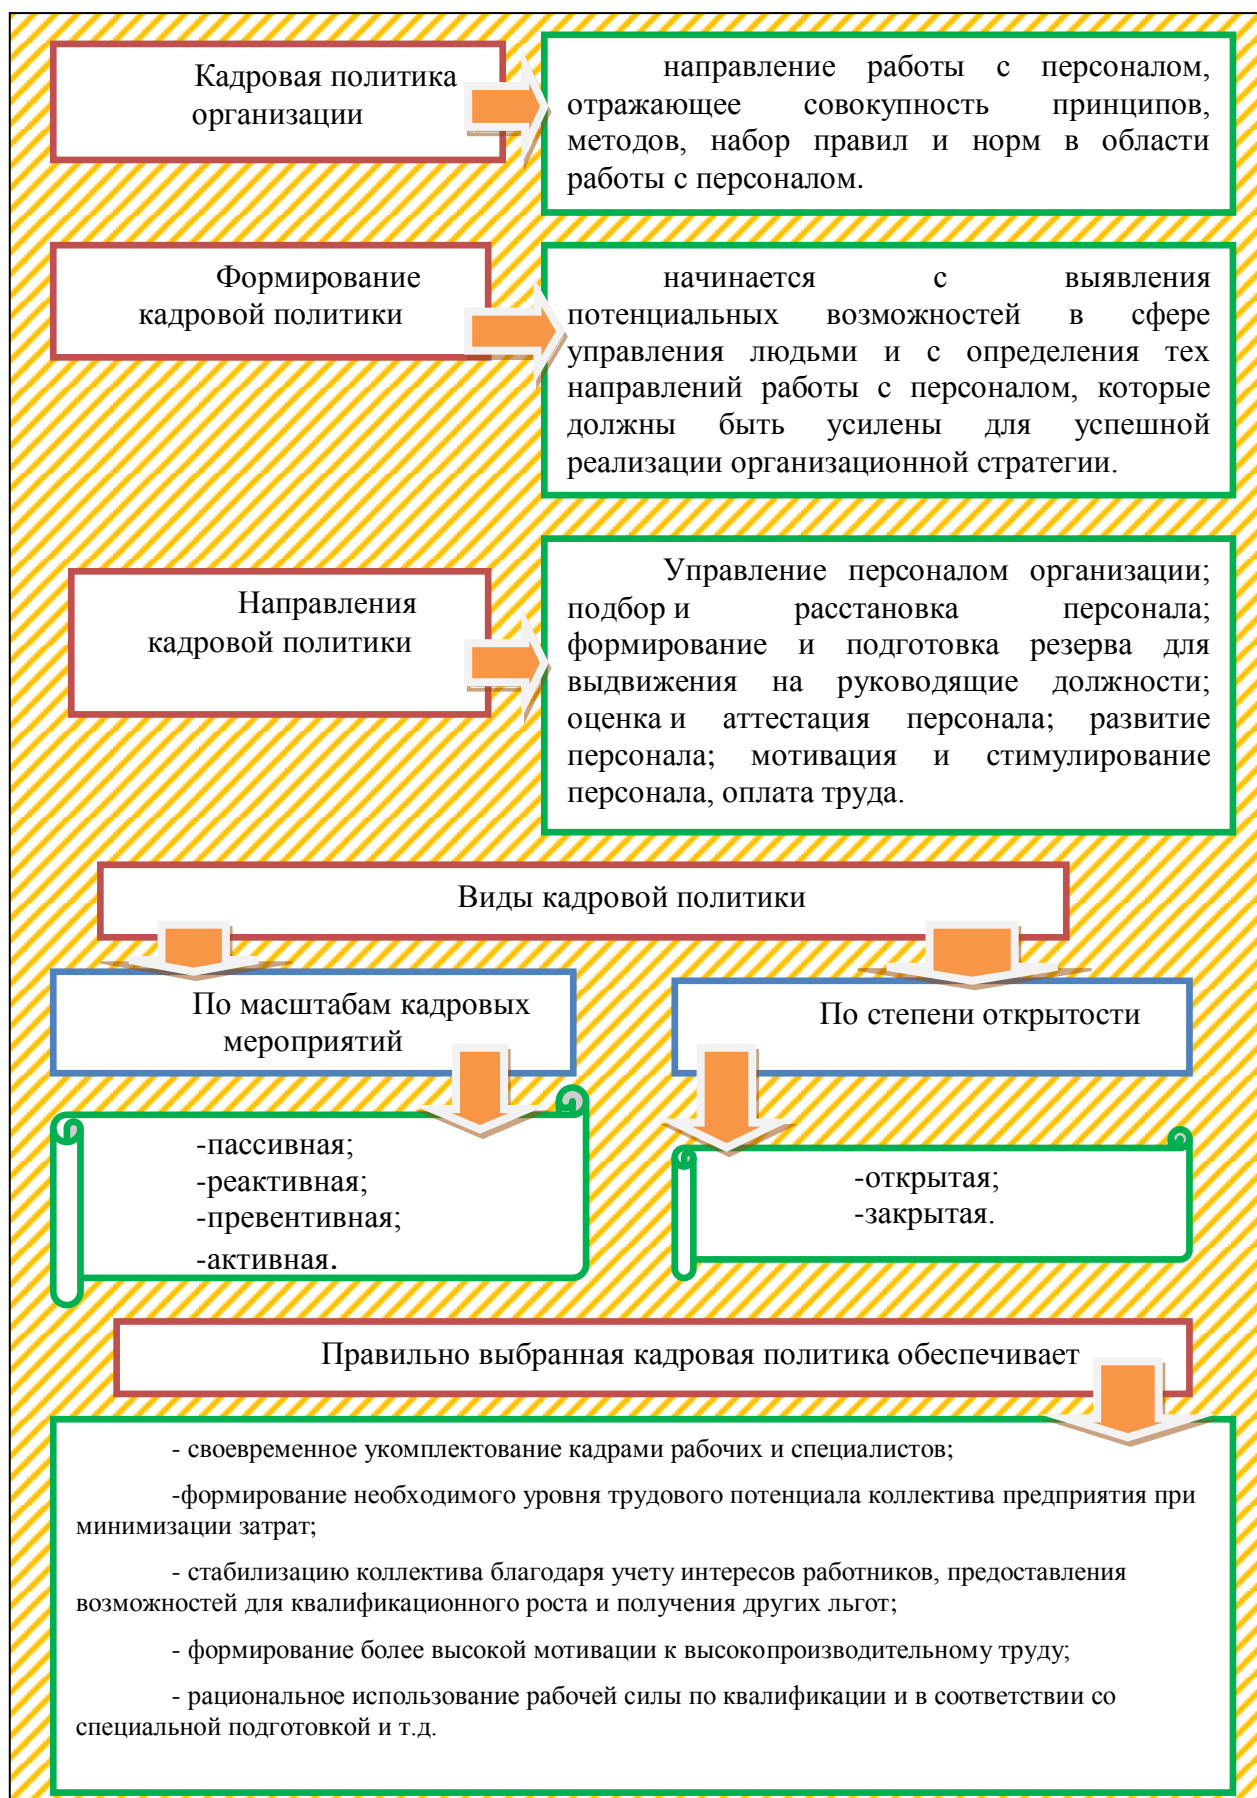 Кадровая политика
организации
направление работы с персоналом,
отражающее совокупность принципов,
методов, набор правил и норм в области
работы с персоналом.
Формирование
кадровой политики
начинается с выявления
потенциальных возможностей в сфере
управления людьми и с определения тех
направлений работы с персоналом, которые
должны быть усилены для успешной
реализации организационной стратегии.
Направления
кадровой политики
Управление персоналом организации;
подбор и расстановка персонала;
формирование и подготовка резерва для
выдвижения на руководящие должности;
оценка и аттестация персонала; развитие
персонала; мотивация и стимулирование
персонала, оплата труда.
Виды кадровой политики
По масштабам кадровых
мероприятий
-пассивная;
-реактивная;
-превентивная;
-активная.
По степени открытости
-открытая;
-закрытая.
Правильно выбранная кадровая политика обеспечивает
- своевременное укомплектование кадрами рабочих и специалистов;
-формирование необходимого уровня трудового потенциала коллектива предприятия при
минимизации затрат;
- стабилизацию коллектива благодаря учету интересов работников, предоставления
возможностей для квалификационного роста и получения других льгот;
- формирование более высокой мотивации к высокопроизводительному труду;
- рациональное использование рабочей силы по квалификации и в соответствии со
специальной подготовкой и т.д.